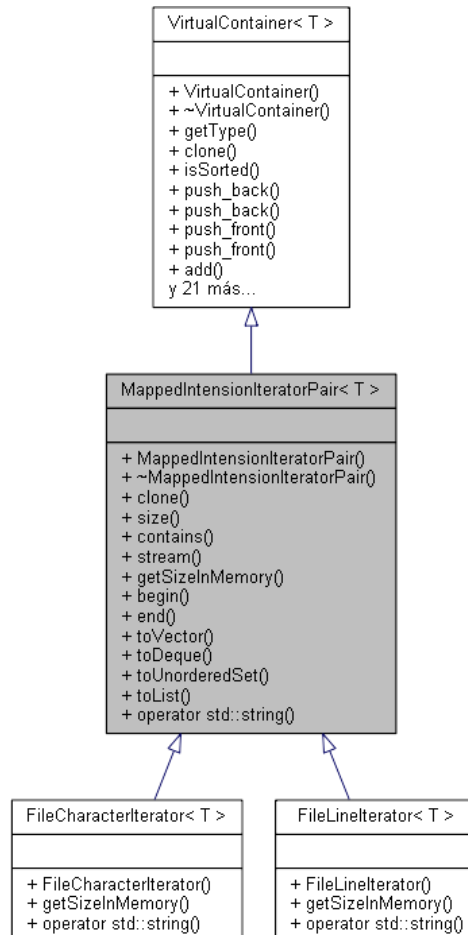 VirtualContainer< T >
+ VirtualContainer()
+ ~VirtualContainer()
+ getType()
+ clone()
+ isSorted()
+ push_back()
+ push_back()
+ push_front()
+ push_front()
+ add()
y 21 más...
MappedIntensionIteratorPair< T >
+ MappedIntensionIteratorPair()
+ ~MappedIntensionIteratorPair()
+ clone()
+ size()
+ contains()
+ stream()
+ getSizeInMemory()
+ begin()
+ end()
+ toVector()
+ toDeque()
+ toUnorderedSet()
+ toList()
+ operator std::string()
FileCharacterIterator< T >
+ FileCharacterIterator()
+ getSizeInMemory()
+ operator std::string()
FileLineIterator< T >
+ FileLineIterator()
+ getSizeInMemory()
+ operator std::string()